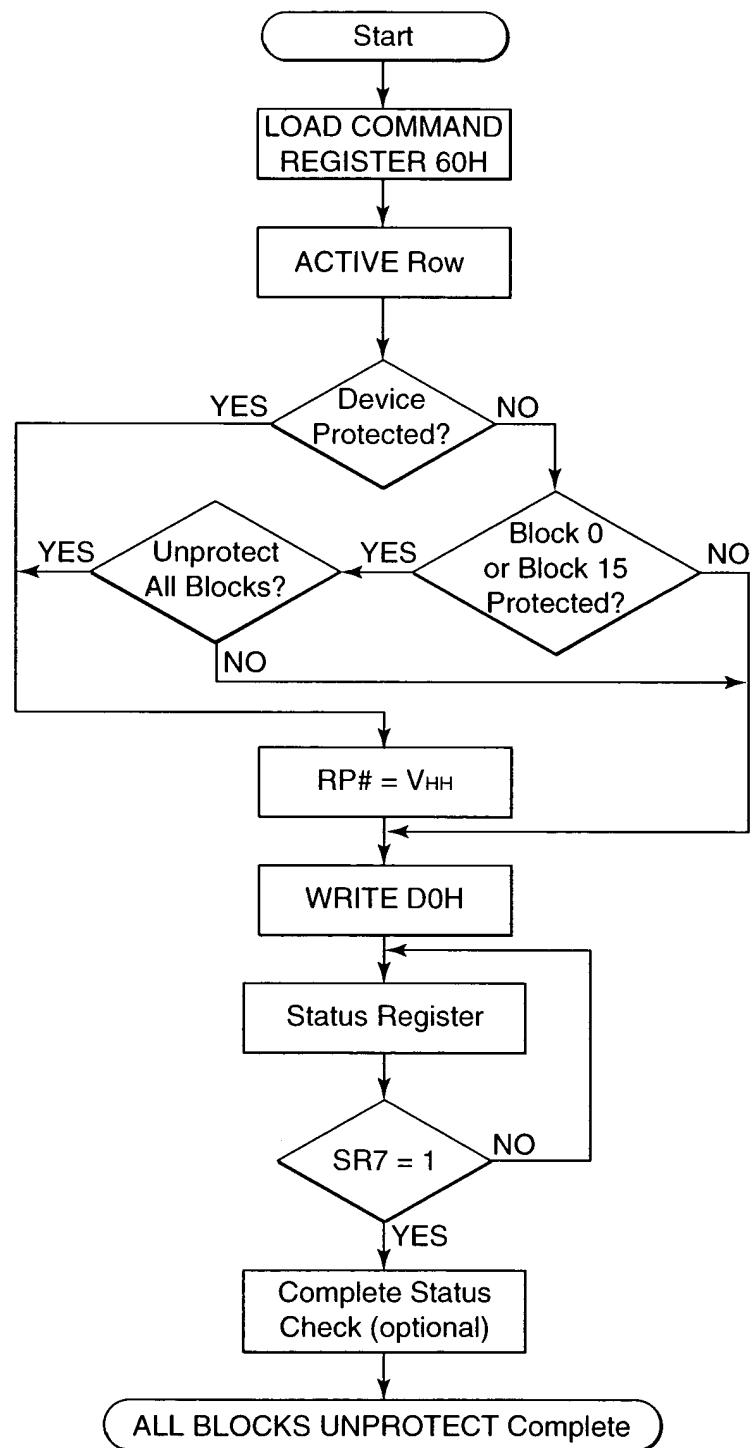 Start
LOAD COMMAND
REGISTER 60H
ACTIVE Row
YES
Device
Protected?
NO
YES
Unprotect
All Blocks?
YES
Block 0
or Block 15
Protected?
NO
NO
RP# = VHH
WRITE D0H
Status Register
SR7 = 1
NO
YES
Complete Status
Check (optional)
ALL BLOCKS UNPROTECT Complete